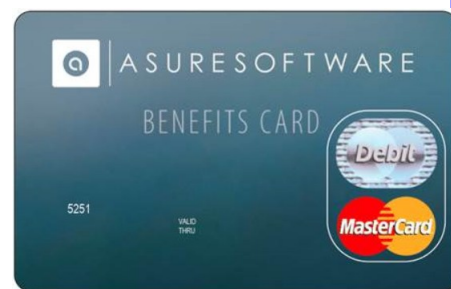 a ASURESOFTWARE
BENEFITS CARD
Debit
5251
VALID
THRU
MasterCard